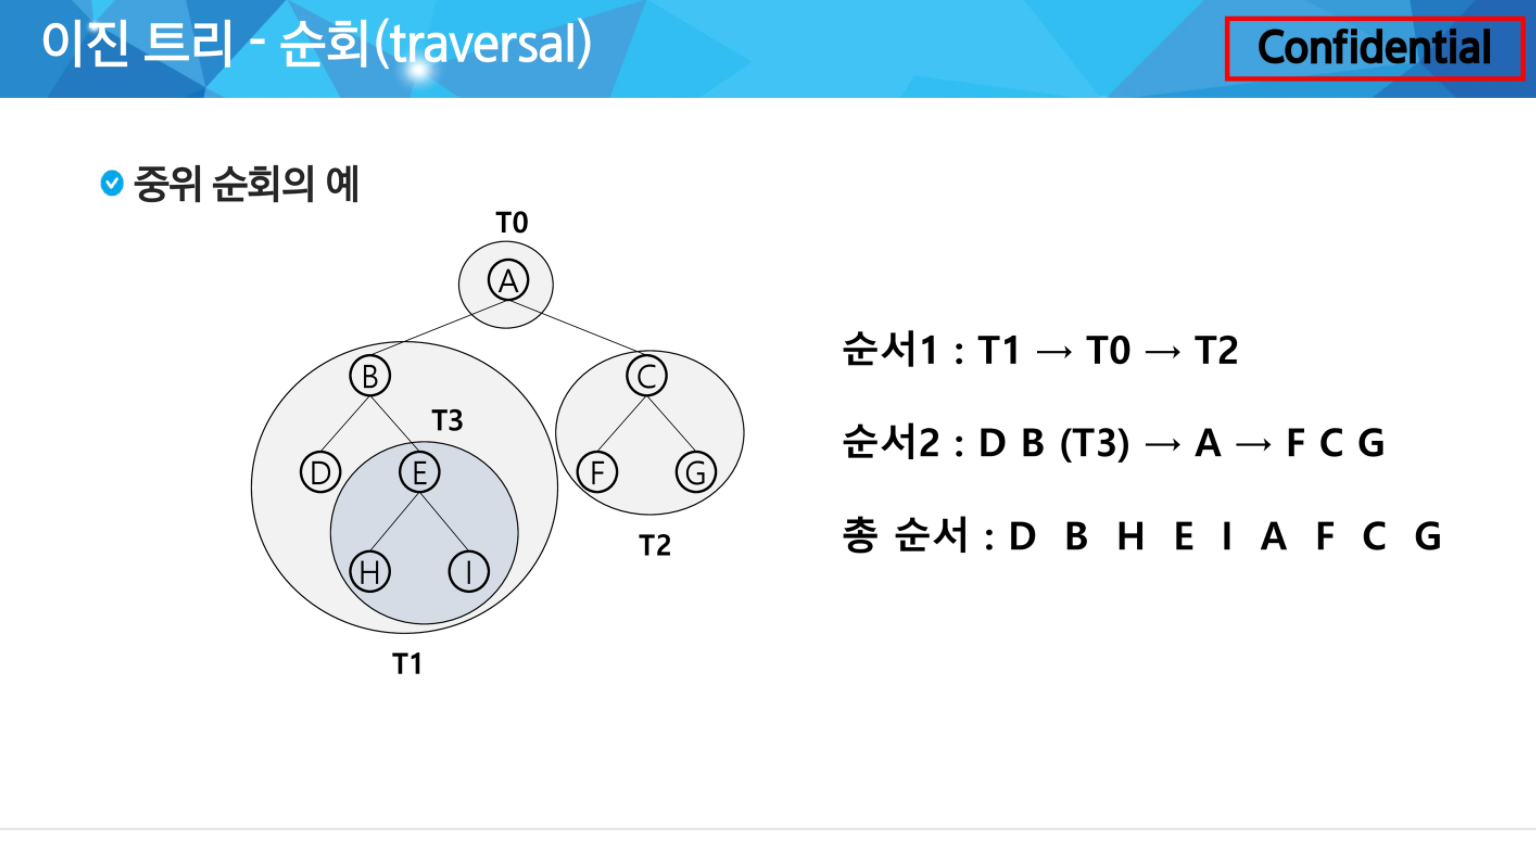 이진 트리 - 순회(traversal)
Confidential
중위 순회의 예
T0
A
B
C
T3
D
E
F
G
T2
H
I
T1
순서1 : T1 → T0 → T2
순서2 : D B (T3) → A → F C G
총 순서 : D B H E I A F C G